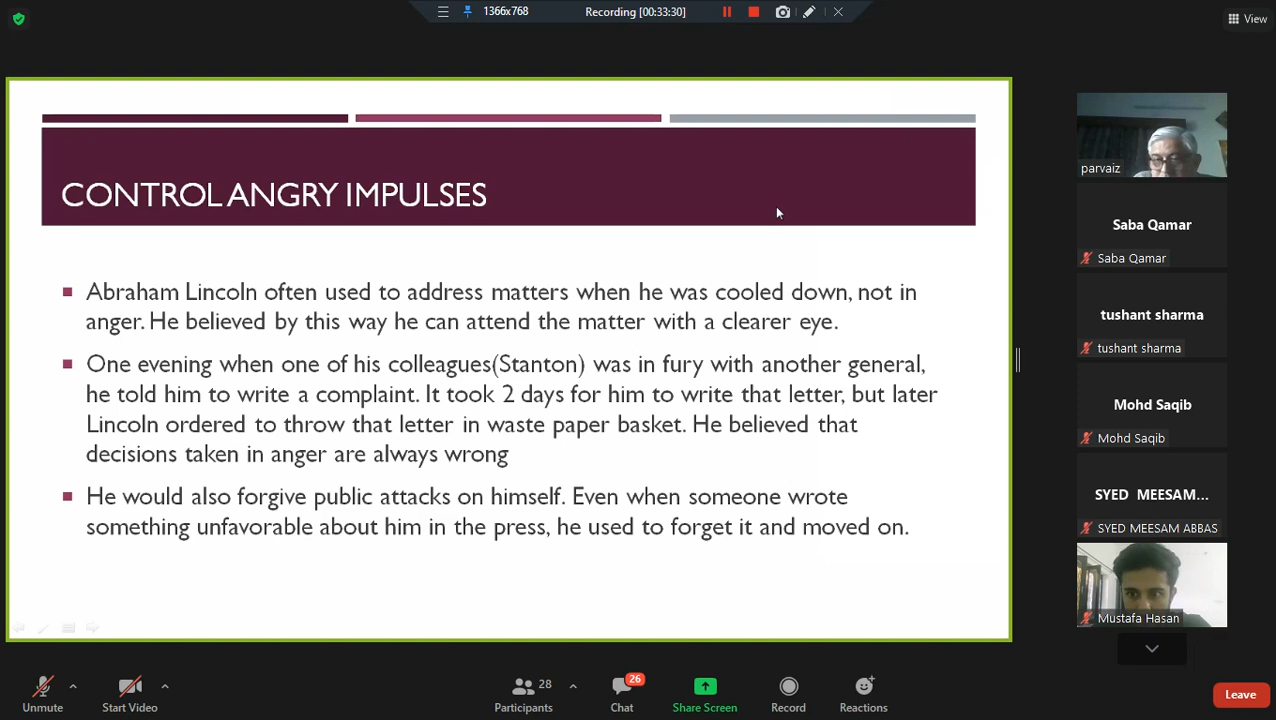 1366x768
Recording [00:33:30]
View
CONTROL ANGRY IMPULSES
Abraham Lincoln often used to address matters when he was cooled down, not in
anger. He believed by this way he can attend the matter with a clearer eye.
One evening when one of his colleagues(Stanton) was in fury with another general,
he told him to write a complaint. It took 2 days for him to write that letter, but later
Lincoln ordered to throw that letter in waste paper basket. He believed that
decisions taken in anger are always wrong
He would also forgive public attacks on himself. Even when someone wrote
something unfavorable about him in the press, he used to forget it and moved on.
parvaiz
Saba Qamar
Saba Qamar
tushant sharma
tushant sharma
Mohd Saqib
Mohd Saqib
SYED MEESAM...
SYED MEESAM ABBAS
Mustafa Hasan
Unmute
Start Video
28
Participants
26
Chat
Share Screen
Record
Reactions
Leave